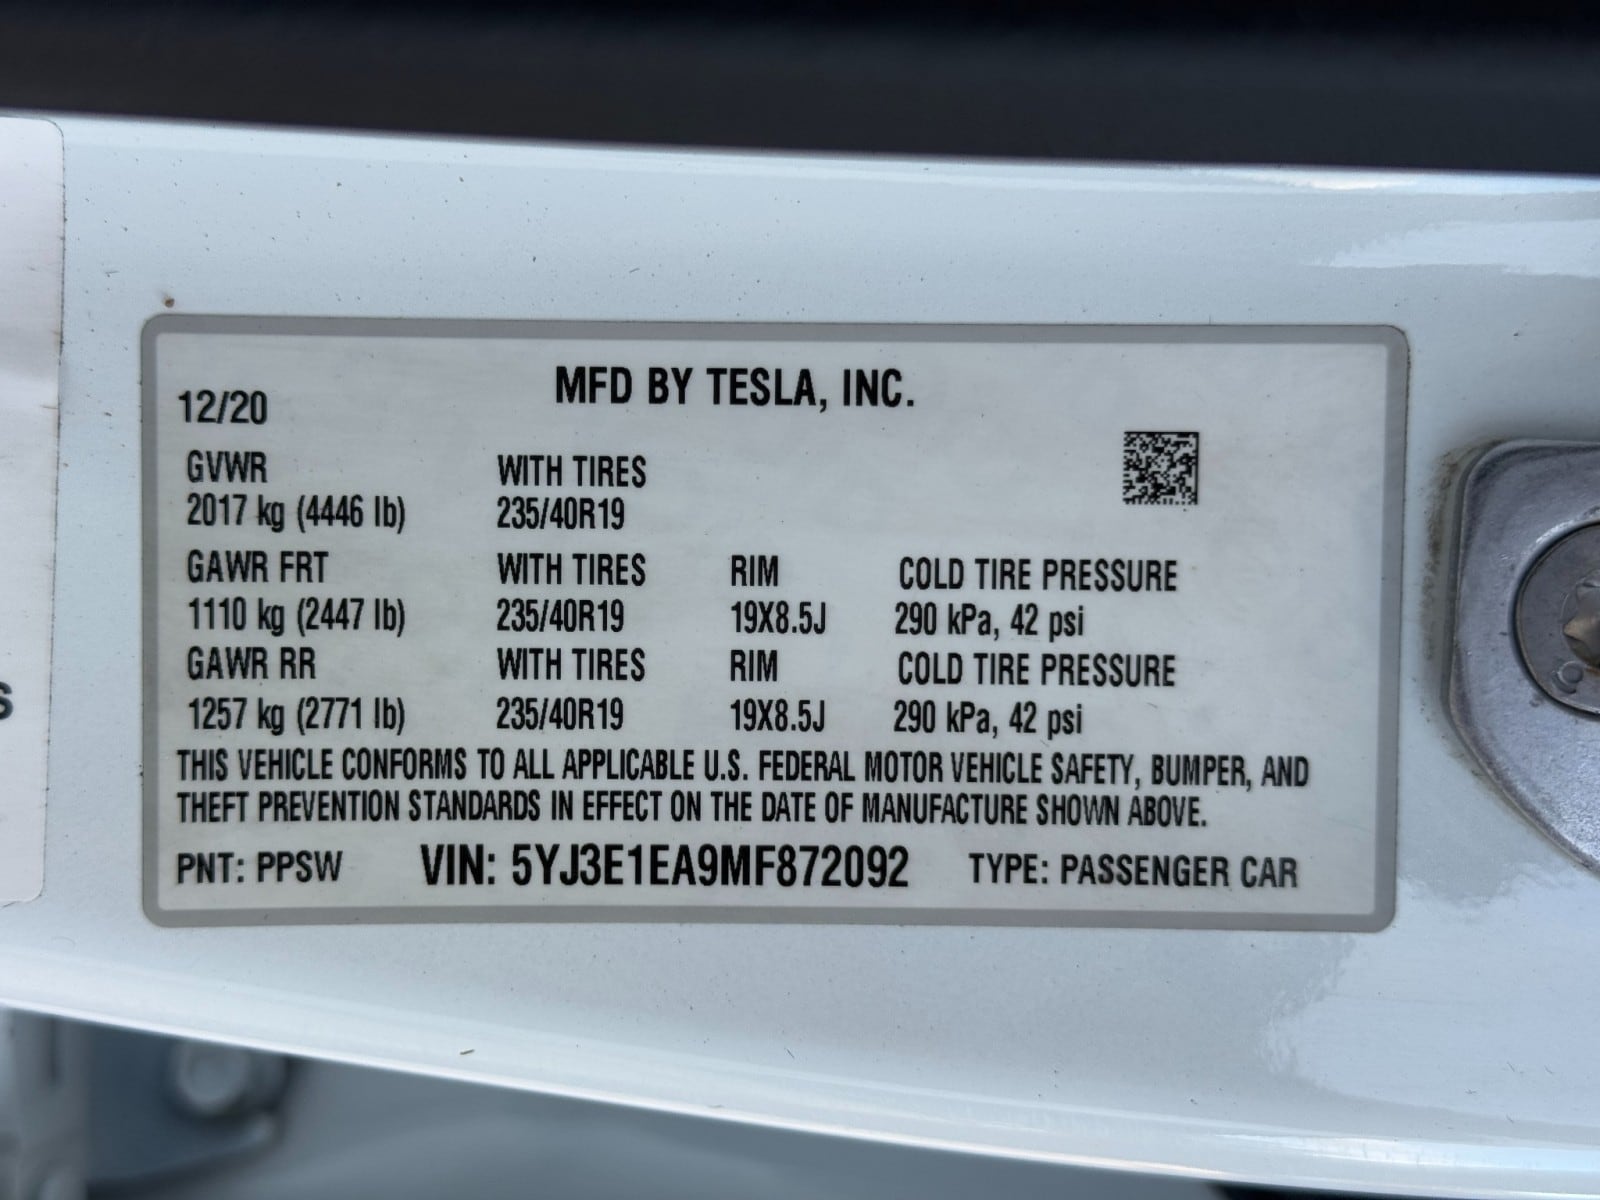 MFD BY TESLA, INC.
12/20
GVWR WITH TIRES
2017 kg (4446 lb) 235/40R19
GAWR FRT WITH TIRES RIM COLD TIRE PRESSURE
1110 kg (2447 lb) 235/40R19 19X8.5J 290 kPa, 42 psi
GAWR RR WITH TIRES RIM COLD TIRE PRESSURE
1257 kg (2771 lb) 235/40R19 19X8.5J 290 kPa, 42 psi
THIS VEHICLE CONFORMS TO ALL APPLICABLE U.S. FEDERAL MOTOR VEHICLE SAFETY, BUMPER, AND
THEFT PREVENTION STANDARDS IN EFFECT ON THE DATE OF MANUFACTURE SHOWN ABOVE.
PNT: PPSW VIN: 5YJ3E1EA9MF872092 TYPE: PASSENGER CAR